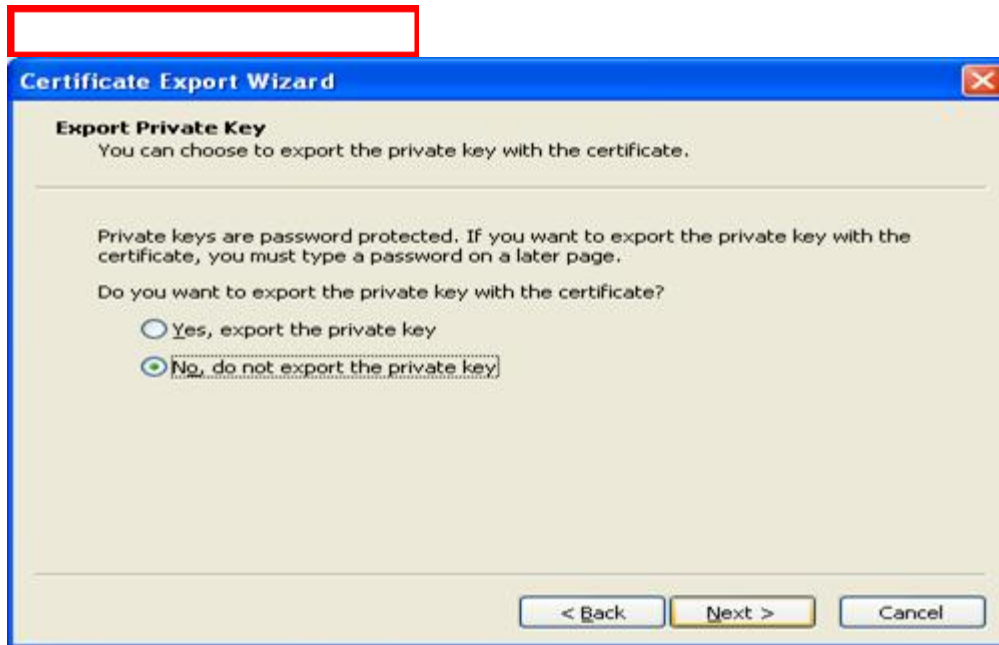 Certificate Export Wizard
Export Private Key
You can choose to export the private key with the certificate.
Private keys are password protected. If you want to export the private key with the
certificate, you must type a password on a later page.
Do you want to export the private key with the certificate?
Yes, export the private key
No, do not export the private key
< Back Next > Cancel